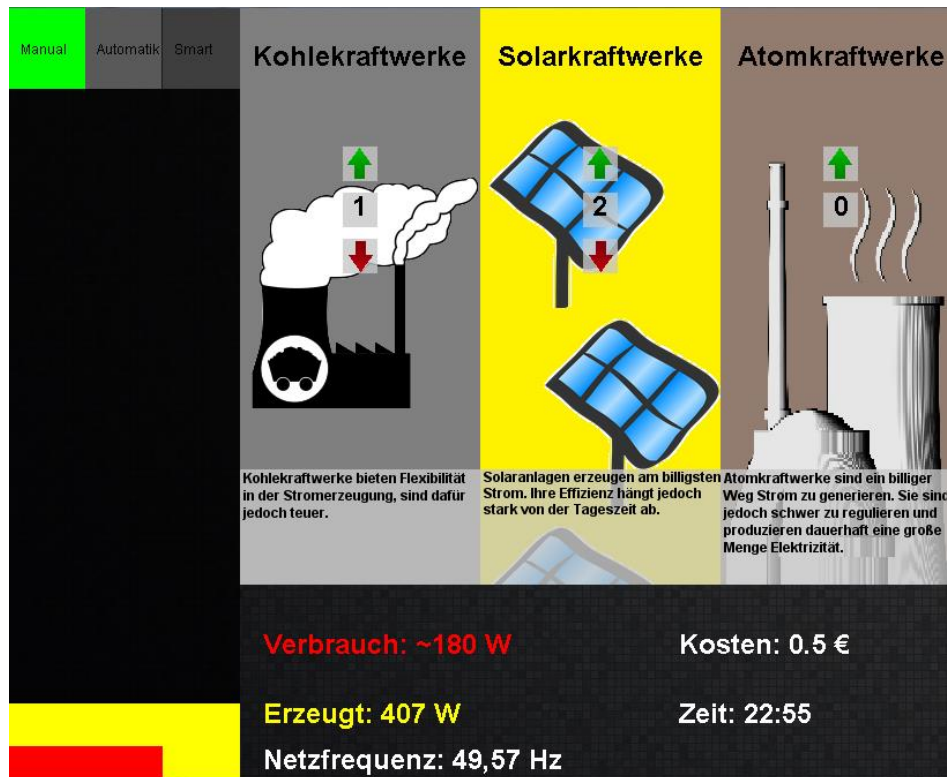 Manual
Automatik
Smart
Kohlekraftwerke
Solarkraftwerke
Atomkraftwerke
1
2
0
Kohlekraftwerke bieten Flexibilität
in der Stromerzeugung, sind dafür
jedoch teuer.
Solaranlagen erzeugen am billigsten
Strom. Ihre Effizienz hängt jedoch
stark von der Tageszeit ab.
Atomkraftwerke sind ein billiger
Weg Strom zu generieren. Sie sind
jedoch schwer zu regulieren und
produzieren dauerhaft eine große
Menge Elektrizität.
Verbrauch: ~180 W
Kosten: 0.5 €
Erzeugt: 407 W
Zeit: 22:55
Netzfrequenz: 49,57 Hz